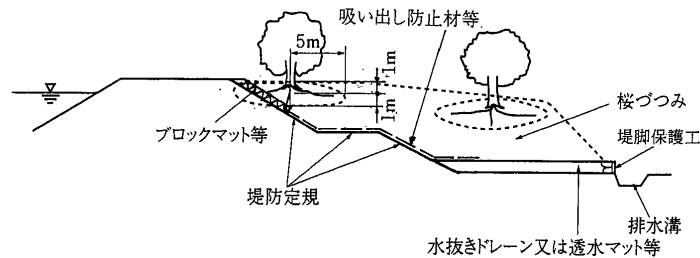 吸い出し防止材等
5m
1m
1m
桜づつみ
ブロックマット等
堤脚保護工
堤防定規
排水溝
水抜きドレーン又は透水マット等